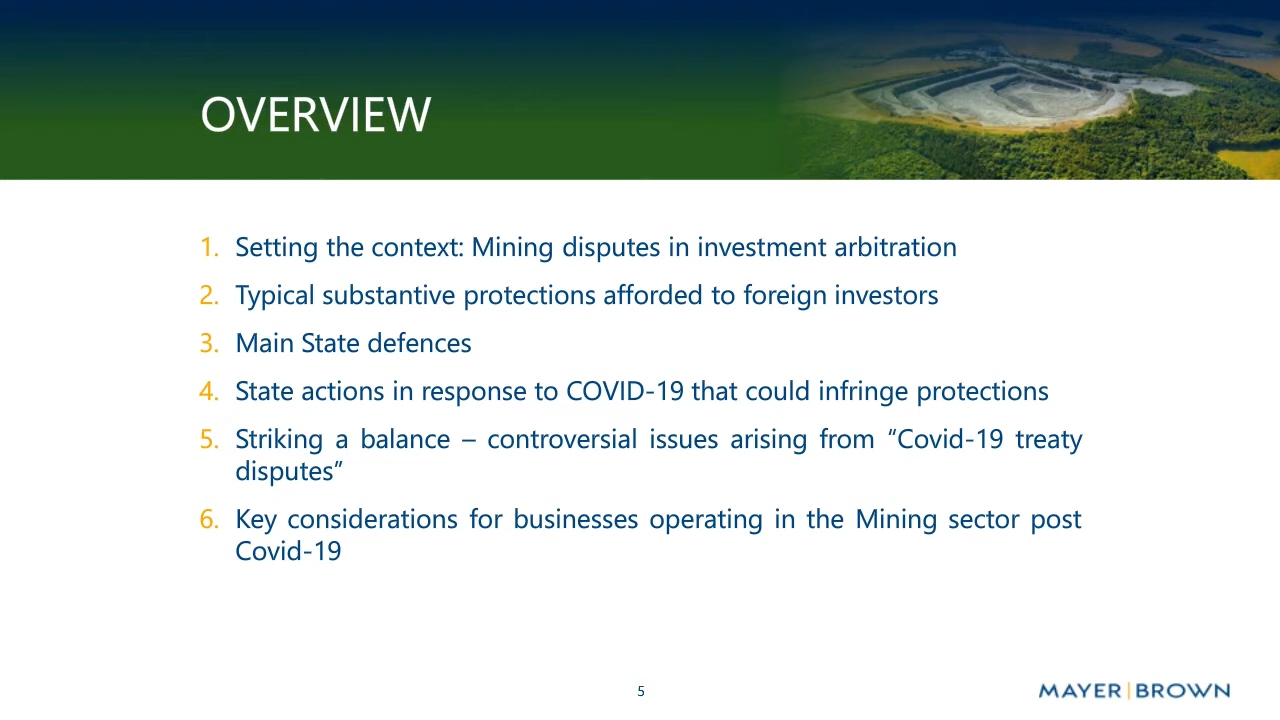 OVERVIEW
1. Setting the context: Mining disputes in investment arbitration
2. Typical substantive protections afforded to foreign investors
3. Main State defences
4. State actions in response to COVID-19 that could infringe protections
5. Striking a balance – controversial issues arising from “Covid-19 treaty
disputes”
6. Key considerations for businesses operating in the Mining sector post
Covid-19
5
MAYER|BROWN